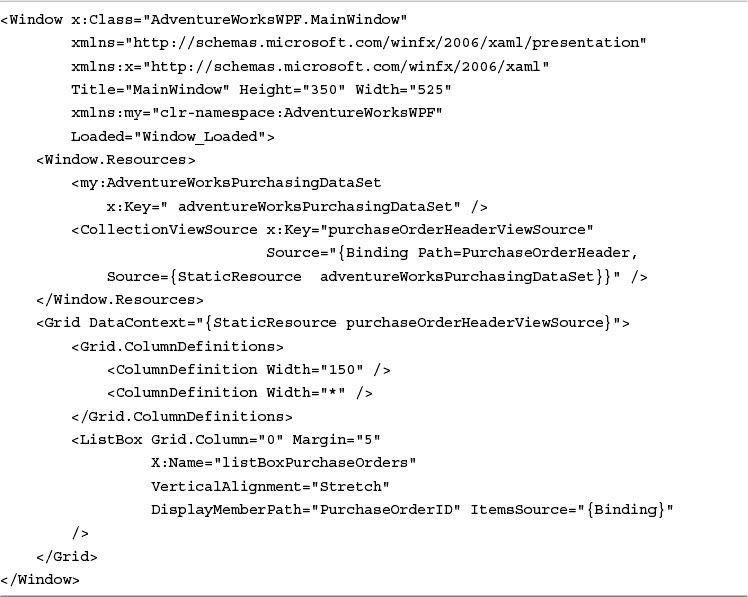 <Window x:Class="AdventureWorksWPF.MainWindow"
        xmlns="http://schemas.microsoft.com/winfx/2006/xaml/presentation"
        xmlns:x="http://schemas.microsoft.com/winfx/2006/xaml"
        Title="MainWindow" Height="350" Width="525"
        xmlns:my="clr-namespace:AdventureWorksWPF"
        Loaded="Window_Loaded">
    <Window.Resources>
        <my:AdventureWorksPurchasingDataSet
            x:Key=" adventureWorksPurchasingDataSet" />
        <CollectionViewSource x:Key="purchaseOrderHeaderViewSource"
                              Source="{Binding Path=PurchaseOrderHeader,
            Source={StaticResource  adventureWorksPurchasingDataSet}}" />
    </Window.Resources>
    <Grid DataContext="{StaticResource purchaseOrderHeaderViewSource}">
        <Grid.ColumnDefinitions>
            <ColumnDefinition Width="150" />
            <ColumnDefinition Width="*" />
        </Grid.ColumnDefinitions>
        <ListBox Grid.Column="0" Margin="5"
                 X:Name="listBoxPurchaseOrders"
                 VerticalAlignment="Stretch"
                 DisplayMemberPath="PurchaseOrderID" ItemsSource="{Binding}"
        />
    </Grid>
</Window>